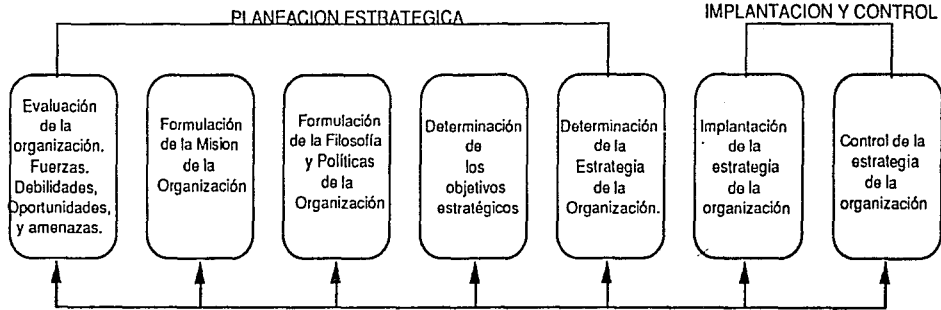 PLANEACION ESTRATEGICA
IMPLANTACION Y CONTROL
Evaluación
de la
organización.
Fuerzas.
Debilidades,
Oportunidades,
y amenazas.
Formulación
de la Mision
de la
Organización
Formulación
de la Filosofía
y Políticas
de la
Organización
Determinación
de
los
objetivos
estratégicos
Determinación
de la
Estrategia
de la
Organización.
Implantación
de la
estrategia
de la
organización
Control de la
estrategia
de la
organización